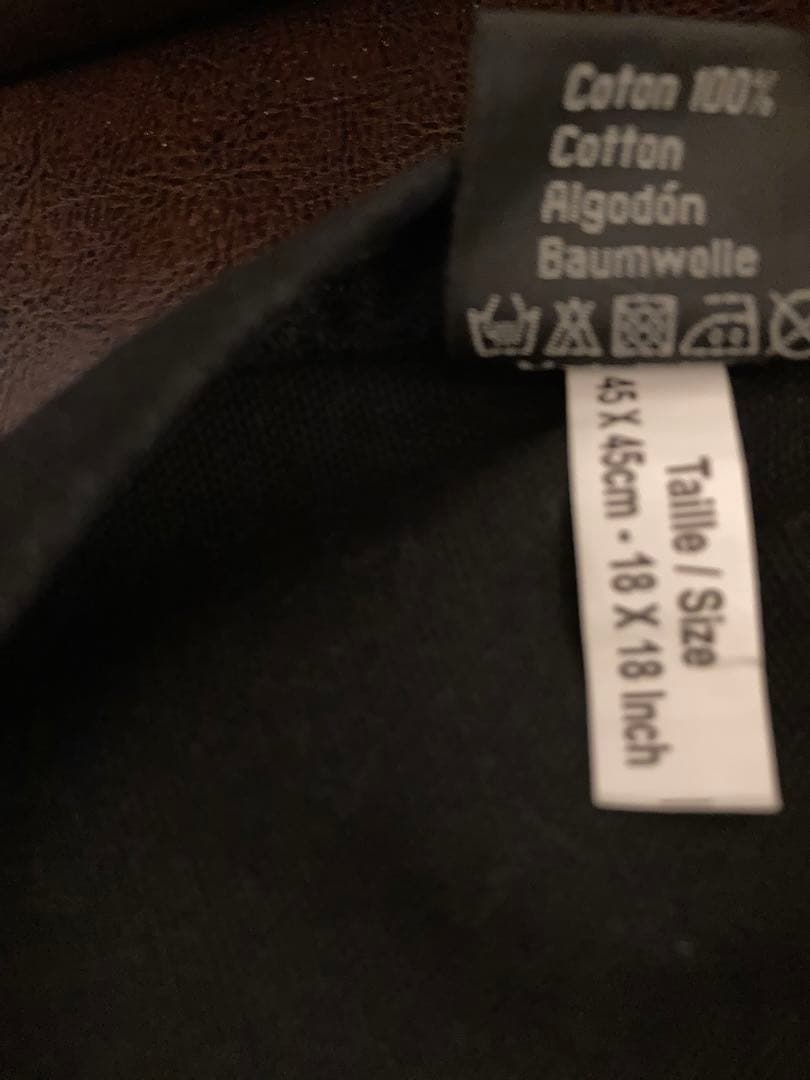 Coton 100%
Cotton
Algodón
Baumwolle
Taille / Size
45 X 45cm - 18 X 18 Inch